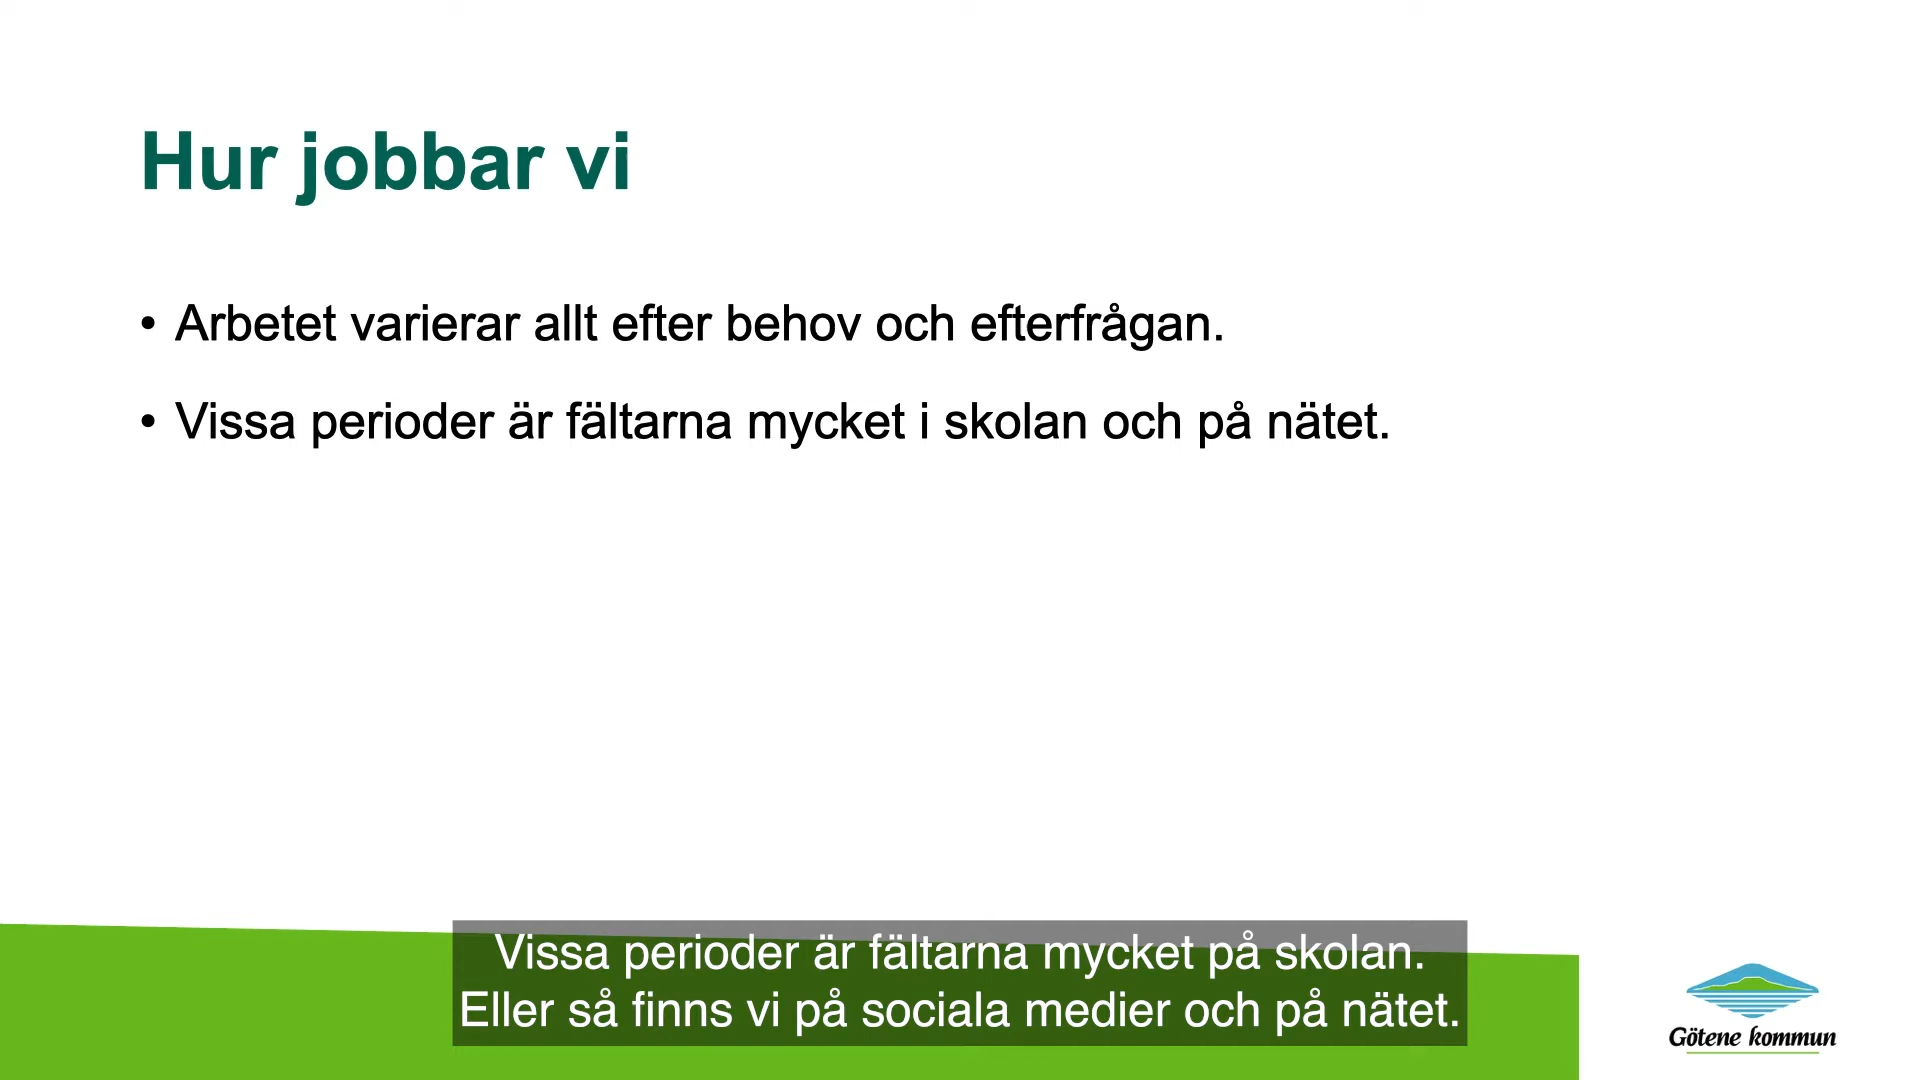 Hur jobbar vi
• Arbetet varierar allt efter behov och efterfrågan.
• Vissa perioder är fältarna mycket i skolan och på nätet.
Vissa perioder är fältarna mycket på skolan.
Eller så finns vi på sociala medier och på nätet.
Götene kommun